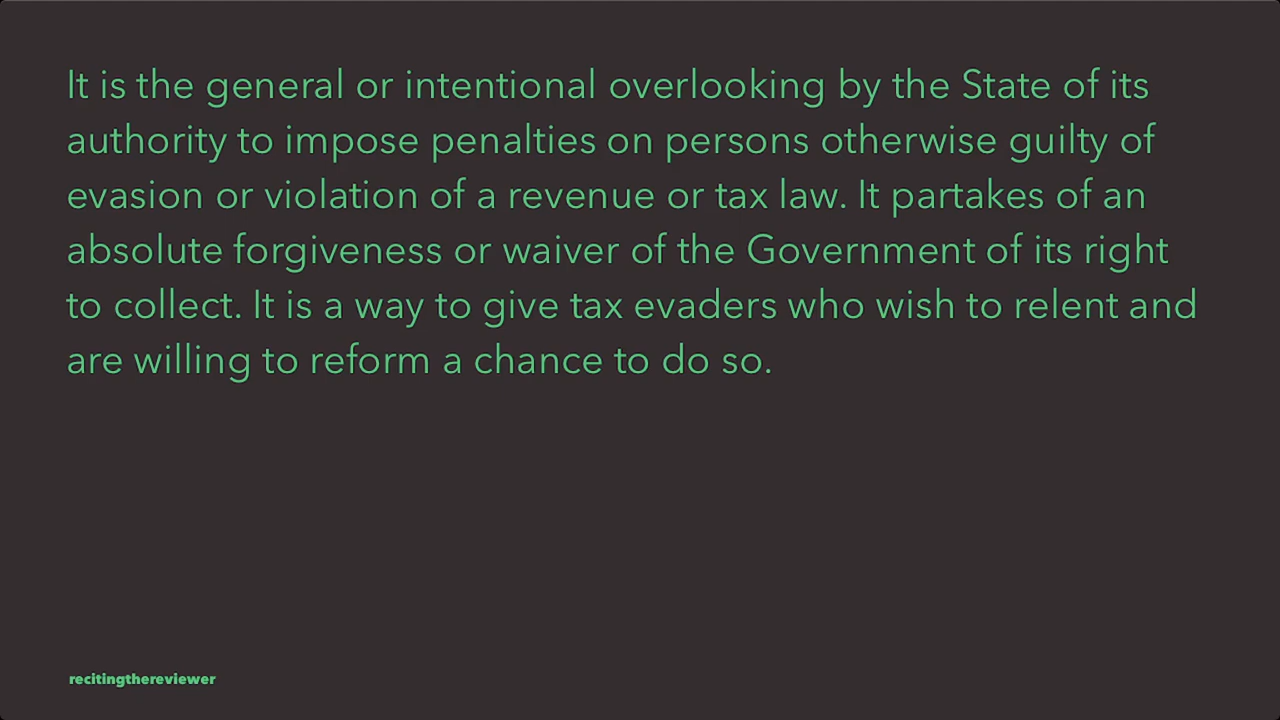 It is the general or intentional overlooking by the State of its
authority to impose penalties on persons otherwise guilty of
evasion or violation of a revenue or tax law. It partakes of an
absolute forgiveness or waiver of the Government of its right
to collect. It is a way to give tax evaders who wish to relent and
are willing to reform a chance to do so.
recitingthereviewer